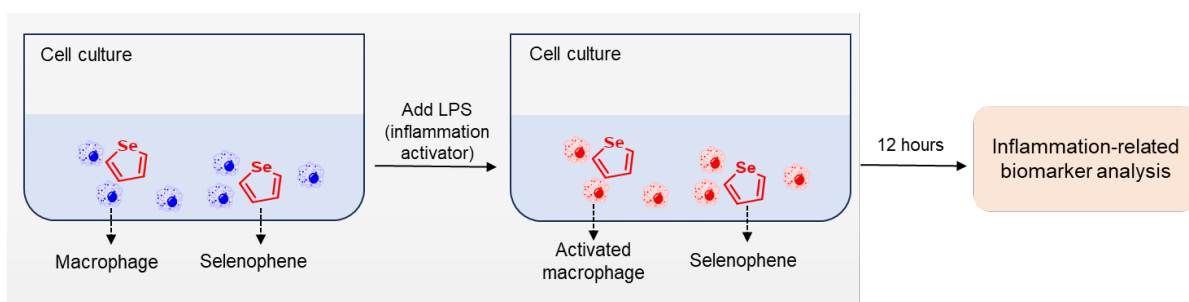 Cell culture
Se
Se
Macrophage
Selenophene
Add LPS
(inflammation
activator)
Cell culture
Se
Se
Activated
macrophage
Selenophene
12 hours
Inflammation-related
biomarker analysis